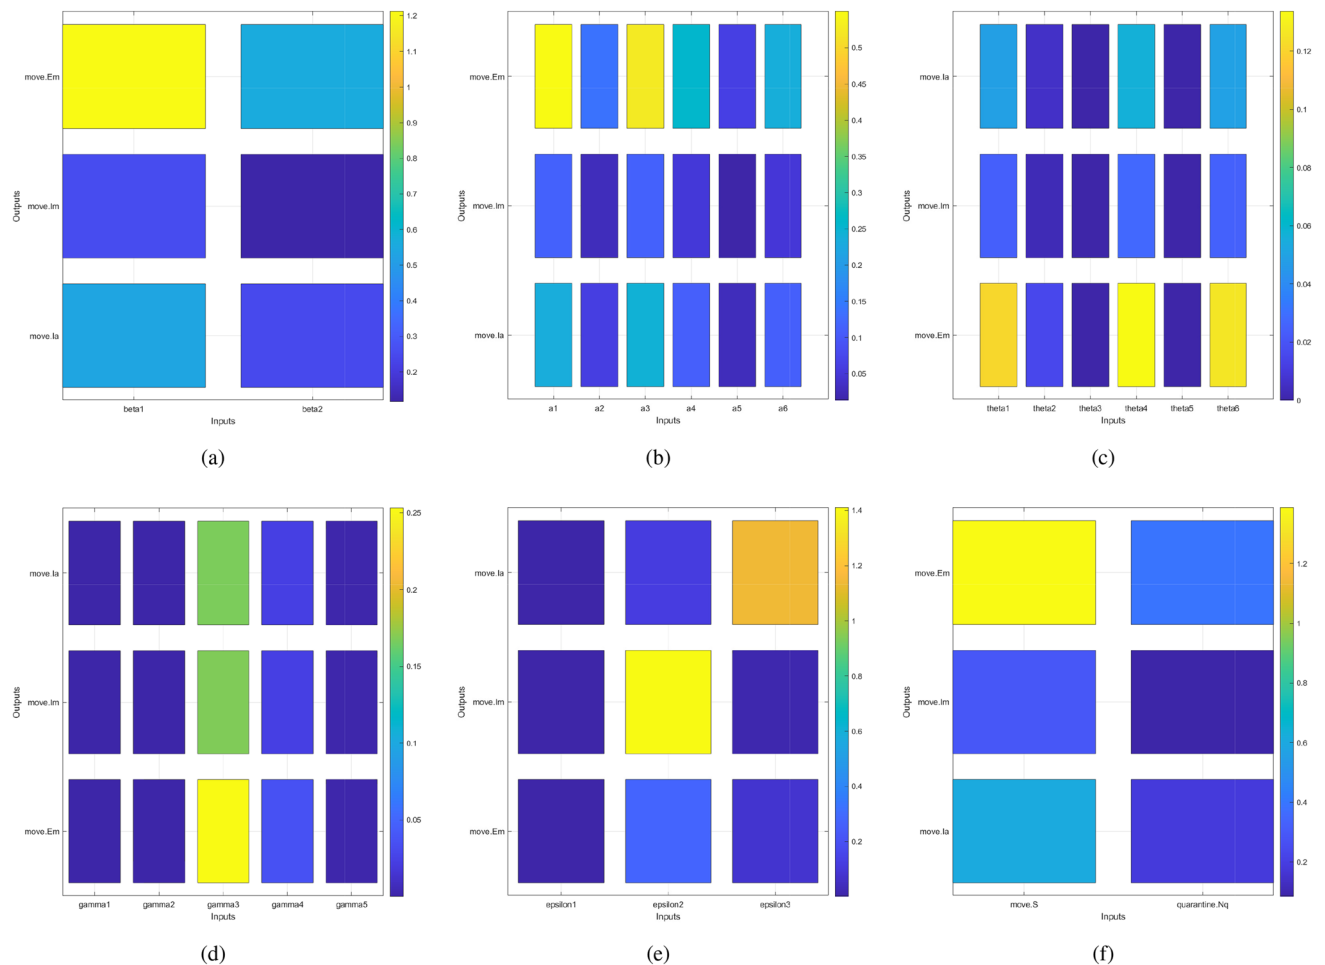 move.Em
move.Im
move.Ia
Outputs
beta1 beta2
Inputs
1.2
1.1
1
0.9
0.8
0.7
0.6
0.5
0.4
0.3
0.2
(a)
move.Em
move.Im
move.Ia
Outputs
a1 a2 a3 a4 a5 a6
Inputs
0.5
0.45
0.4
0.35
0.3
0.25
0.2
0.15
0.1
0.05
(b)
move.Ia
move.Im
move.Em
Outputs
theta1 theta2 theta3 theta4 theta5 theta6
Inputs
0.12
0.1
0.08
0.06
0.04
0.02
0
(c)
move.Ia
move.Im
move.Em
Outputs
gamma1 gamma2 gamma3 gamma4 gamma5
Inputs
0.25
0.2
0.15
0.1
0.05
(d)
move.Ia
move.Im
move.Em
Outputs
epsilon1 epsilon2 epsilon3
Inputs
1.4
1.2
1
0.8
0.6
0.4
0.2
(e)
move.Em
move.Im
move.Ia
Outputs
move.S quarantine.Nq
Inputs
1.2
1
0.8
0.6
0.4
0.2
(f)